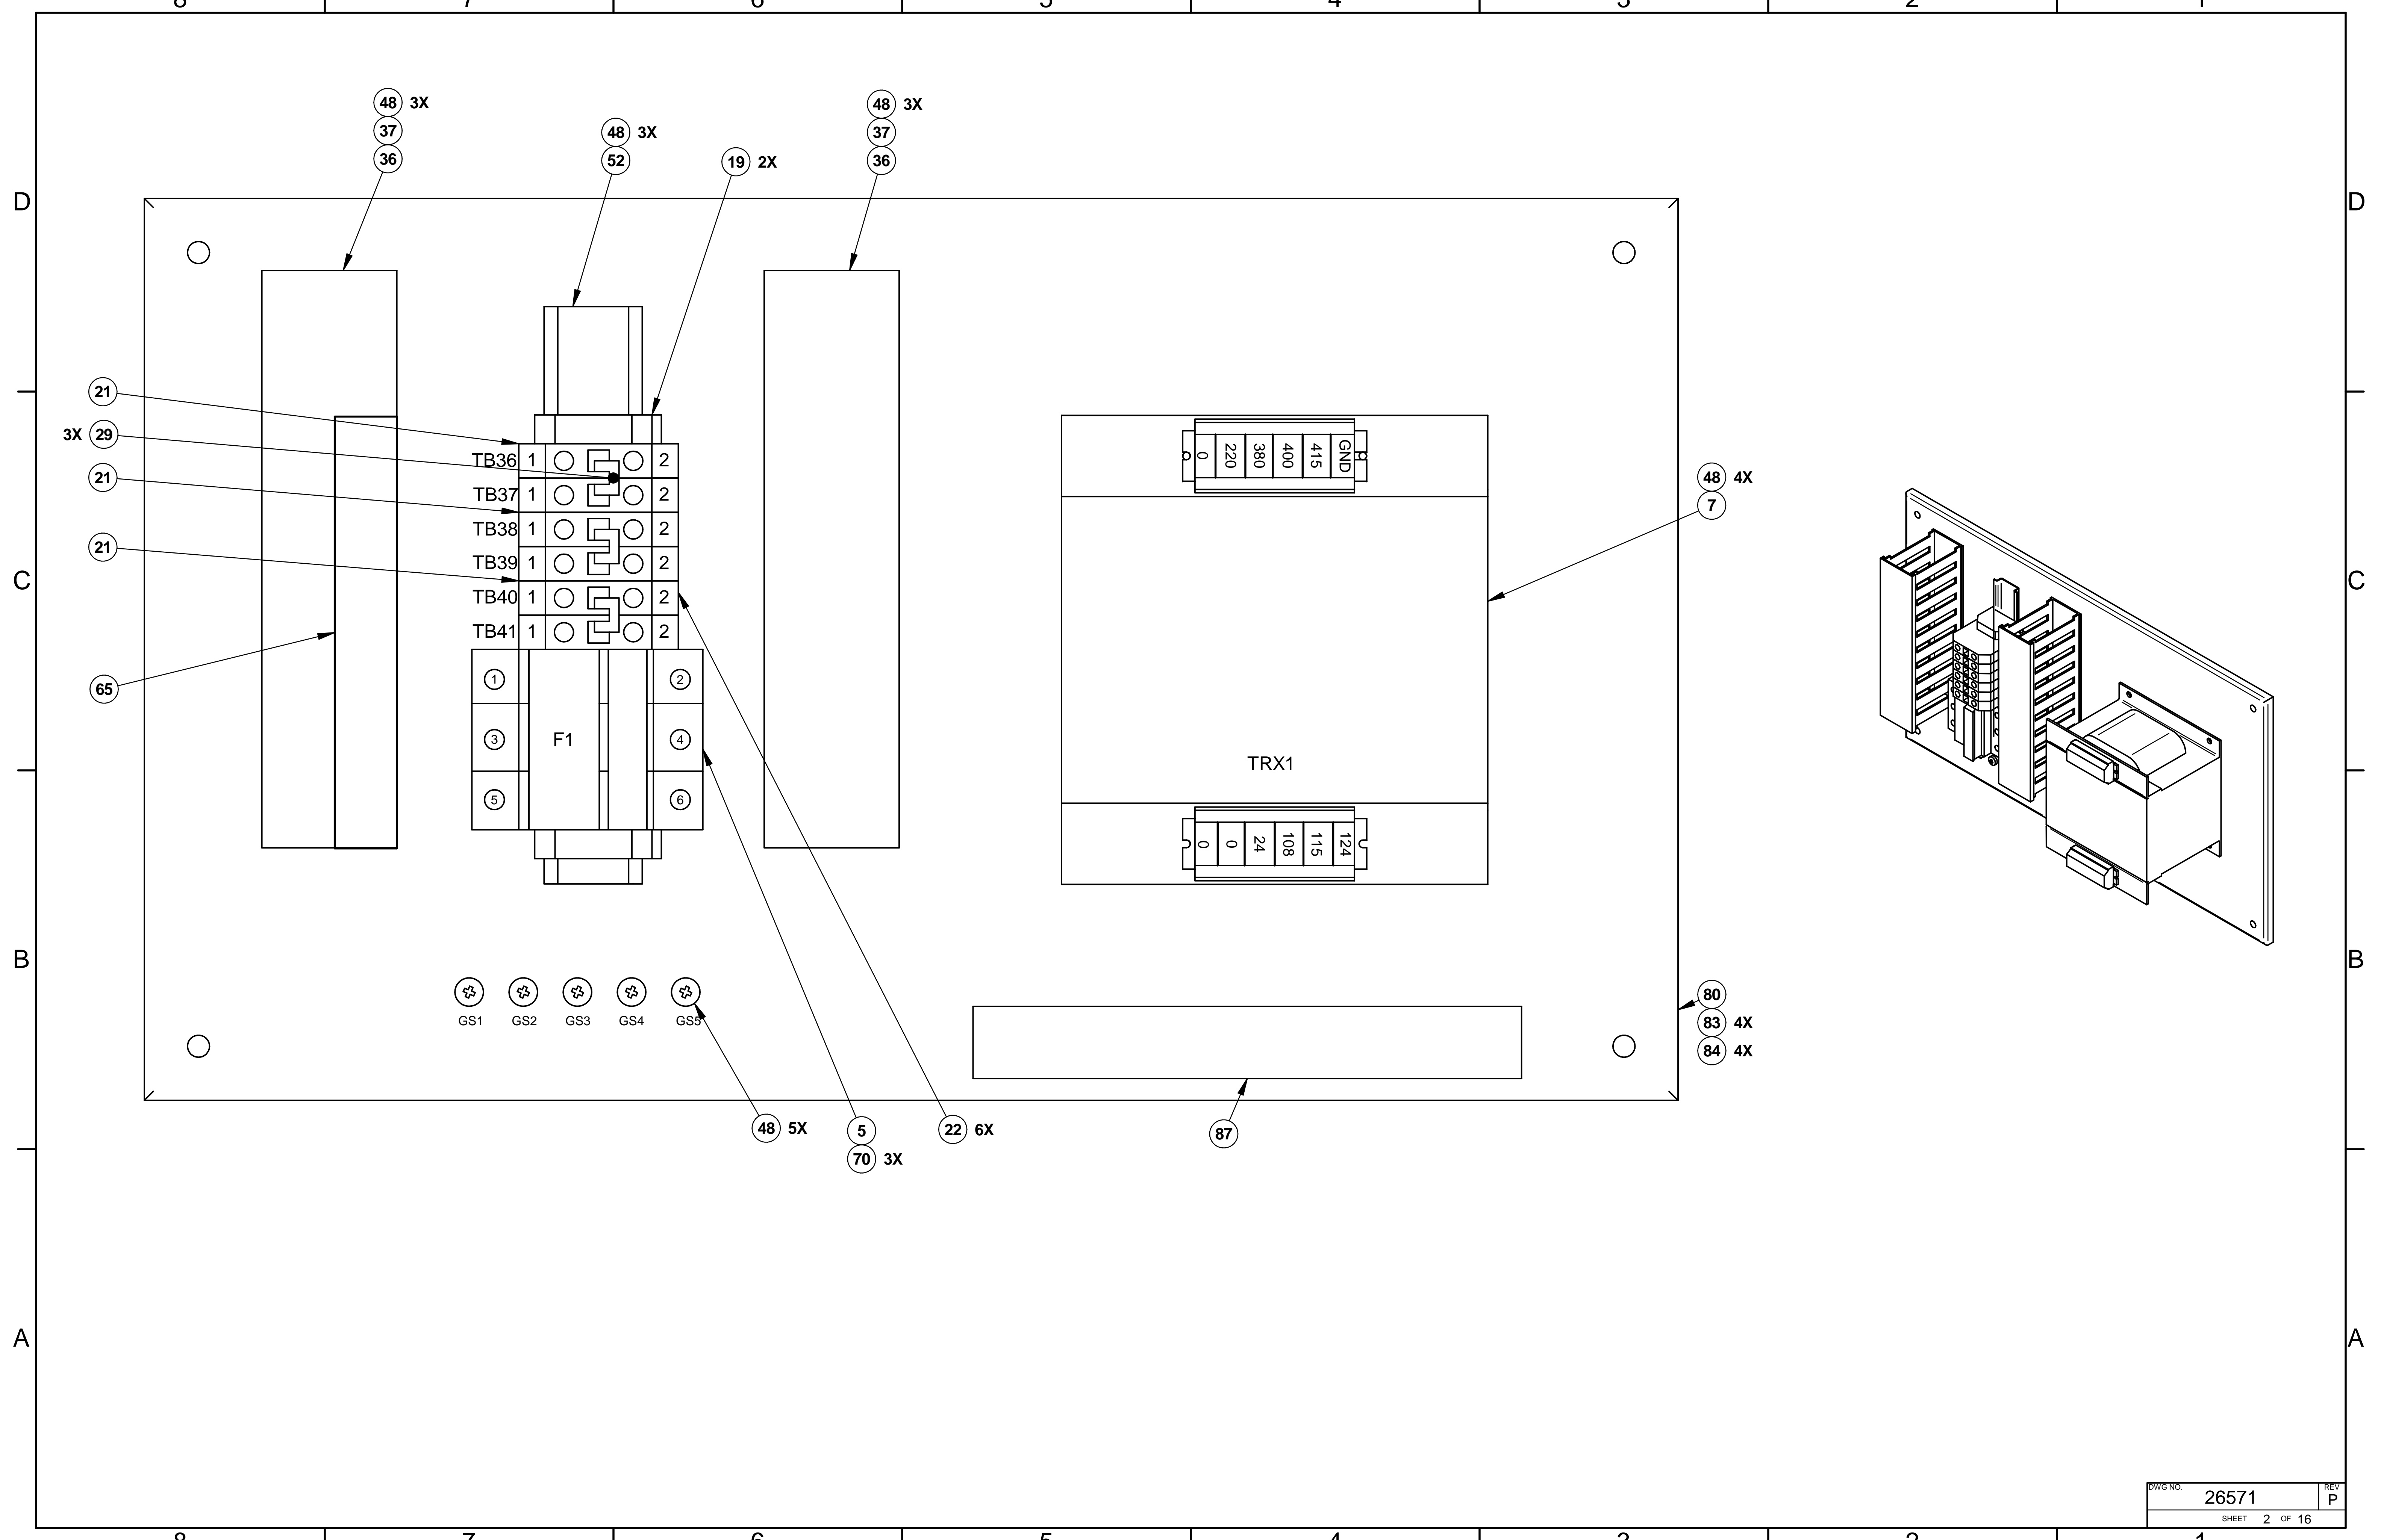 8 7 6 5 4 3 2 1
48 3X
37
36
48 3X
52
19 2X
48 3X
37
36
D D
21
3X 29
21
21
65
TB36 1 2
TB37 1 2
TB38 1 2
TB39 1 2
TB40 1 2
TB41 1 2
1 2
3 F1 4
5 6
0 220 380 400 415 GND
TRX1
0 0 24 108 115 124
48 4X
7
C C
B B
GS1 GS2 GS3 GS4 GS5
80
83 4X
84 4X
48 5X
5
70 3X
22 6X
87
A A
DWG NO. 26571 REV P
SHEET 2 OF 16
8 7 6 5 4 3 2 1